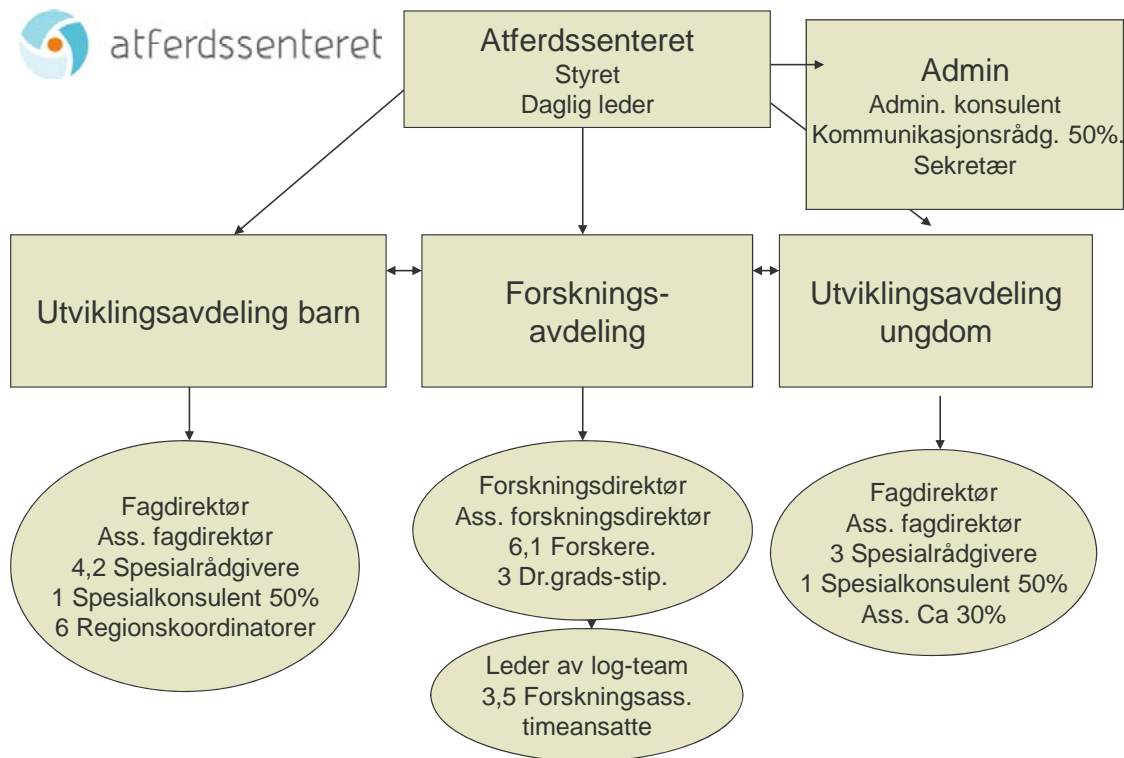 atferdssenteret
Atferdssenteret
Styret
Daglig leder
Admin
Admin. konsulent
Kommunikasjonsrådg. 50%.
Sekretær
Utviklingsavdeling barn
Forsknings-
avdeling
Utviklingsavdeling
ungdom
Fagdirektør
Ass. fagdirektør
4,2 Spesialrådgivere
1 Spesialkonsulent 50%
6 Regionskoordinatorer
Forskningsdirektør
Ass. forskningsdirektør
6,1 Forskere.
3 Dr.grads-stip.
Fagdirektør
Ass. fagdirektør
3 Spesialrådgivere
1 Spesialkonsulent 50%
Ass. Ca 30%
Leder av log-team
3,5 Forskningsass.
timeansatte